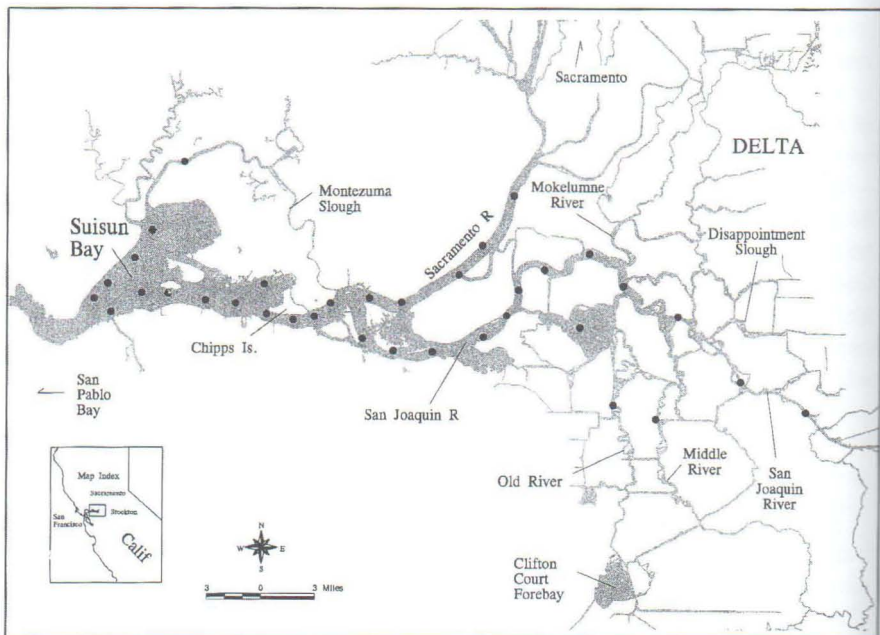 Sacramento
DELTA
Montezuma
Slough
Mokelumne
River
Suisun
Bay
Sacramento R
Disappointment
Slough
Chipps Is.
San
Pablo
Bay
San Joaquin R
Old River
Middle
River
San
Joaquin
River
Map Index
Sacramento
San
Francisco
Stockton
Calif
N
W E
S
3 0 3 Miles
Clifton
Court
Forebay